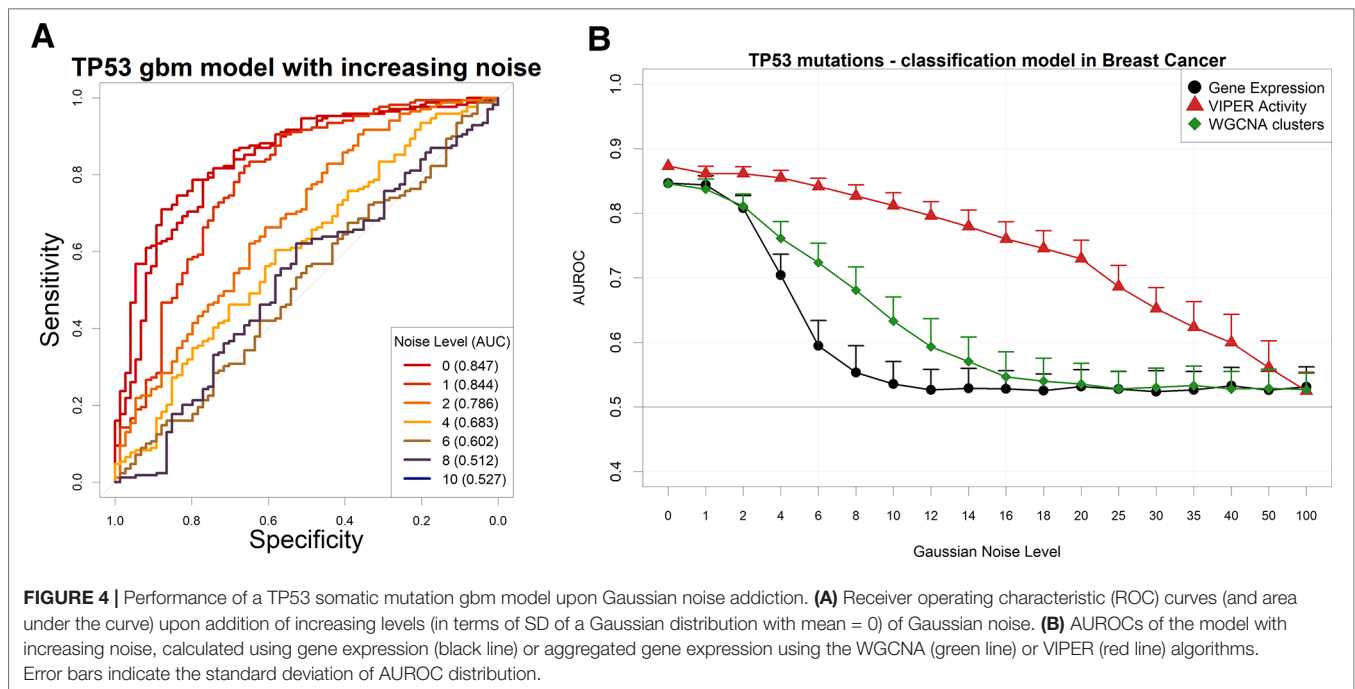 A
TP53 gbm model with increasing noise
Sensitivity
1.0
0.8
0.6
0.4
0.2
0.0
Noise Level (AUC)
0 (0.847)
1 (0.844)
2 (0.786)
4 (0.683)
6 (0.602)
8 (0.512)
10 (0.527)
1.0 0.8 0.6 0.4 0.2 0.0
Specificity
B
TP53 mutations - classification model in Breast Cancer
Gene Expression
VIPER Activity
WGCNA clusters
AUROC
1.0
0.9
0.8
0.7
0.6
0.5
0.4
0 1 2 4 6 8 10 12 14 16 18 20 25 30 35 40 50 100
Gaussian Noise Level
FIGURE 4 | Performance of a TP53 somatic mutation gbm model upon Gaussian noise addiction. (A) Receiver operating characteristic (ROC) curves (and area
under the curve) upon addition of increasing levels (in terms of SD of a Gaussian distribution with mean = 0) of Gaussian noise. (B) AUROCs of the model with
increasing noise, calculated using gene expression (black line) or aggregated gene expression using the WGCNA (green line) or VIPER (red line) algorithms.
Error bars indicate the standard deviation of AUROC distribution.